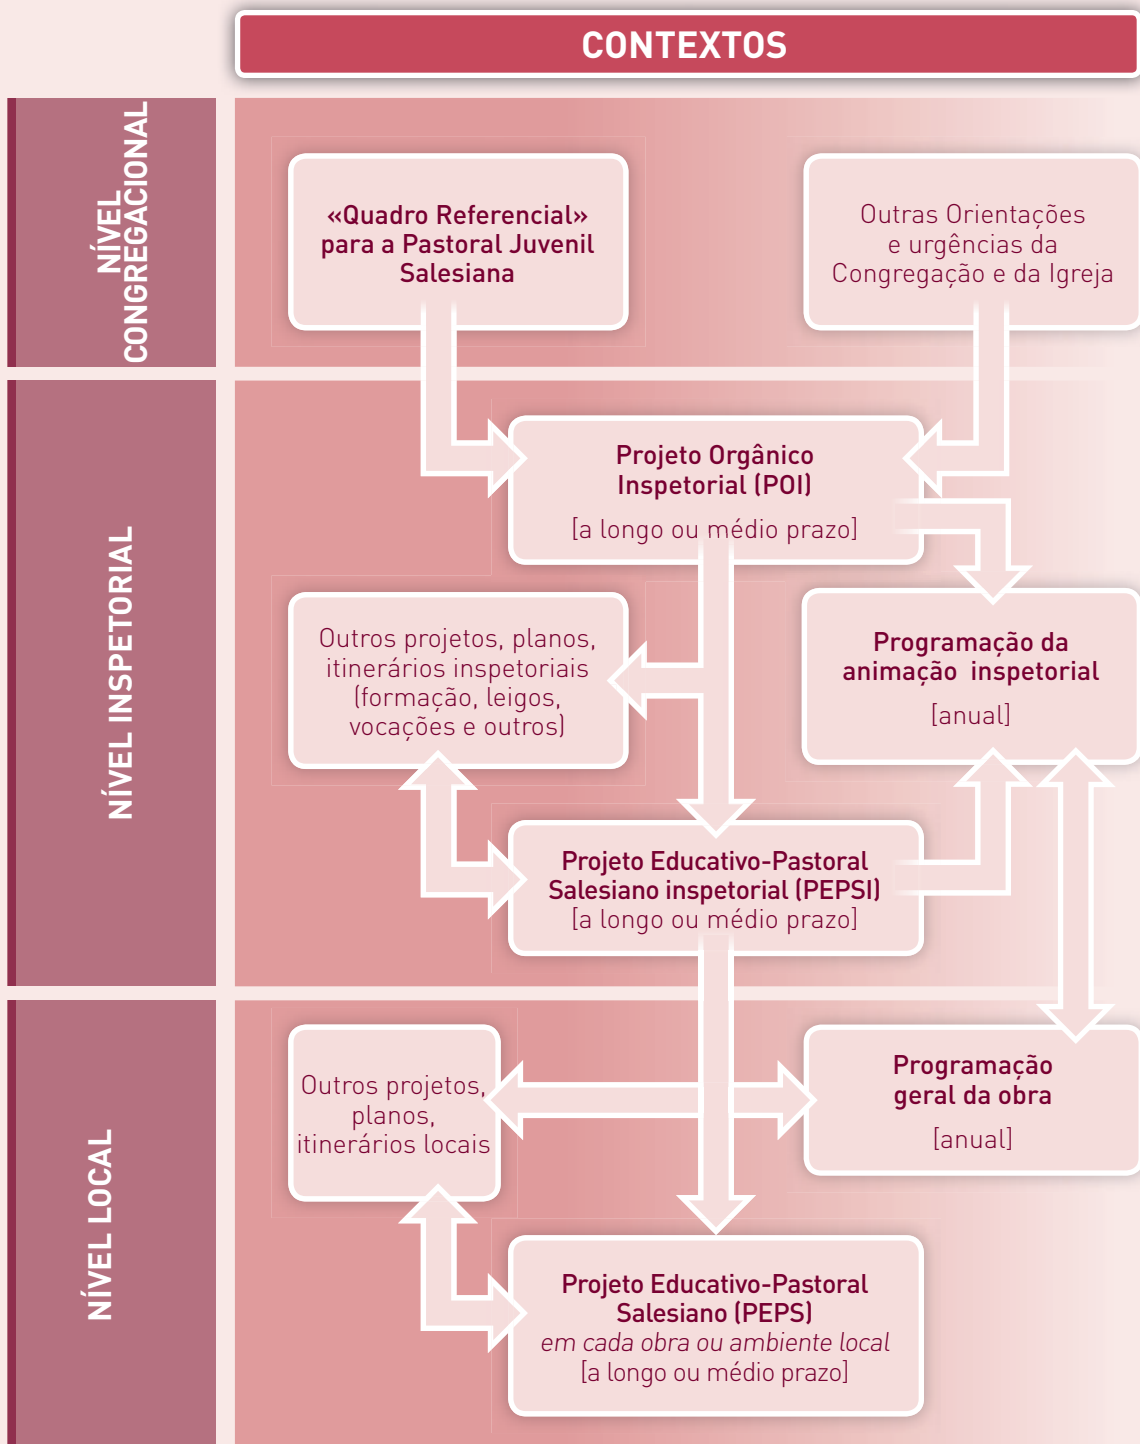 CONTEXTOS
NÍVEL
CONGREGACIONAL
«Quadro Referencial»
para a Pastoral Juvenil
Salesiana
Outras Orientações
e urgências da
Congregação e da Igreja
NÍVEL INSPETORIAL
Projeto Orgânico
Inspetorial (POI)
[a longo ou médio prazo]
Outros projetos, planos,
itinerários inspetoriais
(formação, leigos,
vocações e outros)
Programação da
animação inspetorial
[anual]
Projeto Educativo-Pastoral
Salesiano inspetorial (PEPSI)
[a longo ou médio prazo]
NÍVEL LOCAL
Outros projetos,
planos,
itinerários locais
Programação
geral da obra
[anual]
Projeto Educativo-Pastoral
Salesiano (PEPS)
em cada obra ou ambiente local
[a longo ou médio prazo]